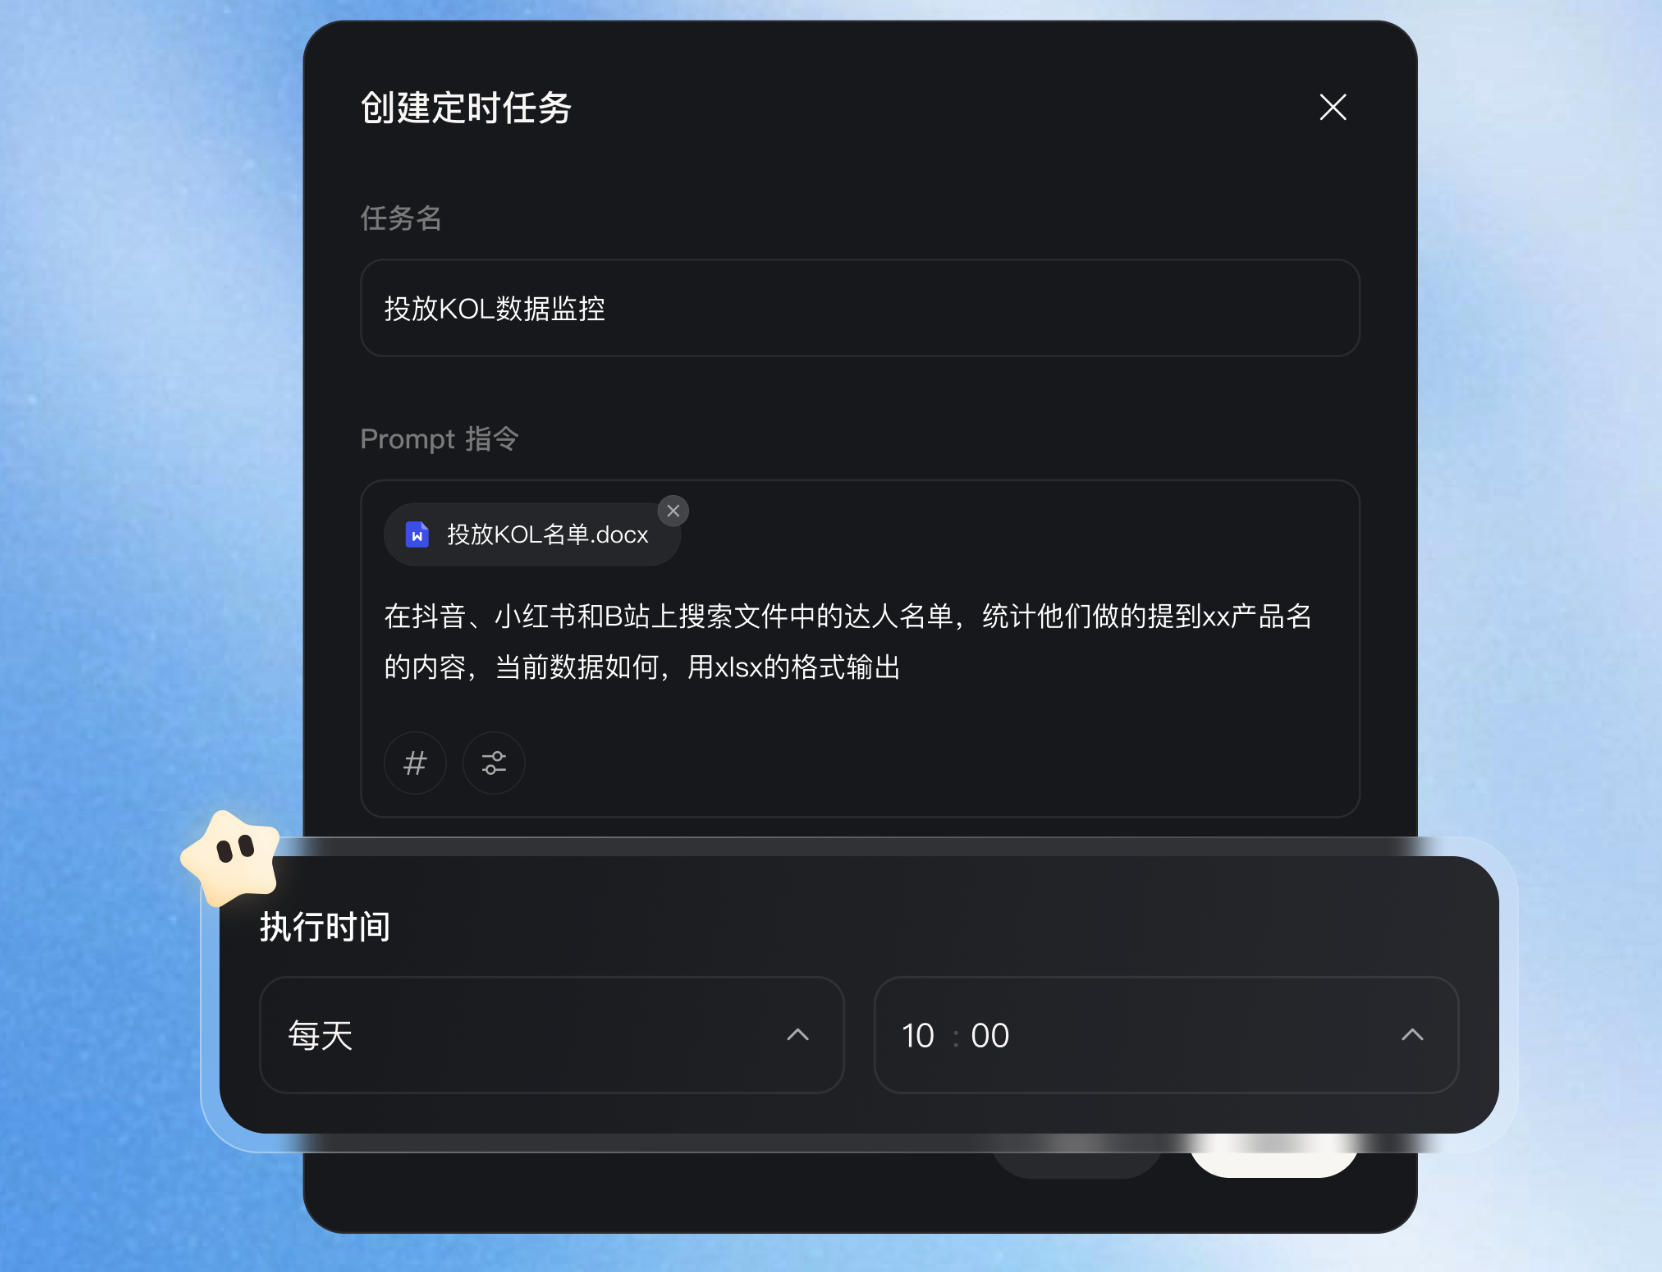 创建定时任务
任务名
投放KOL数据监控
Prompt 指令
投放KOL名单.docx
在抖音、小红书和B站上搜索文件中的达人名单，统计他们做的提到xx产品名
的内容，当前数据如何，用xlsx的格式输出
#
执行时间
每天
10 : 00